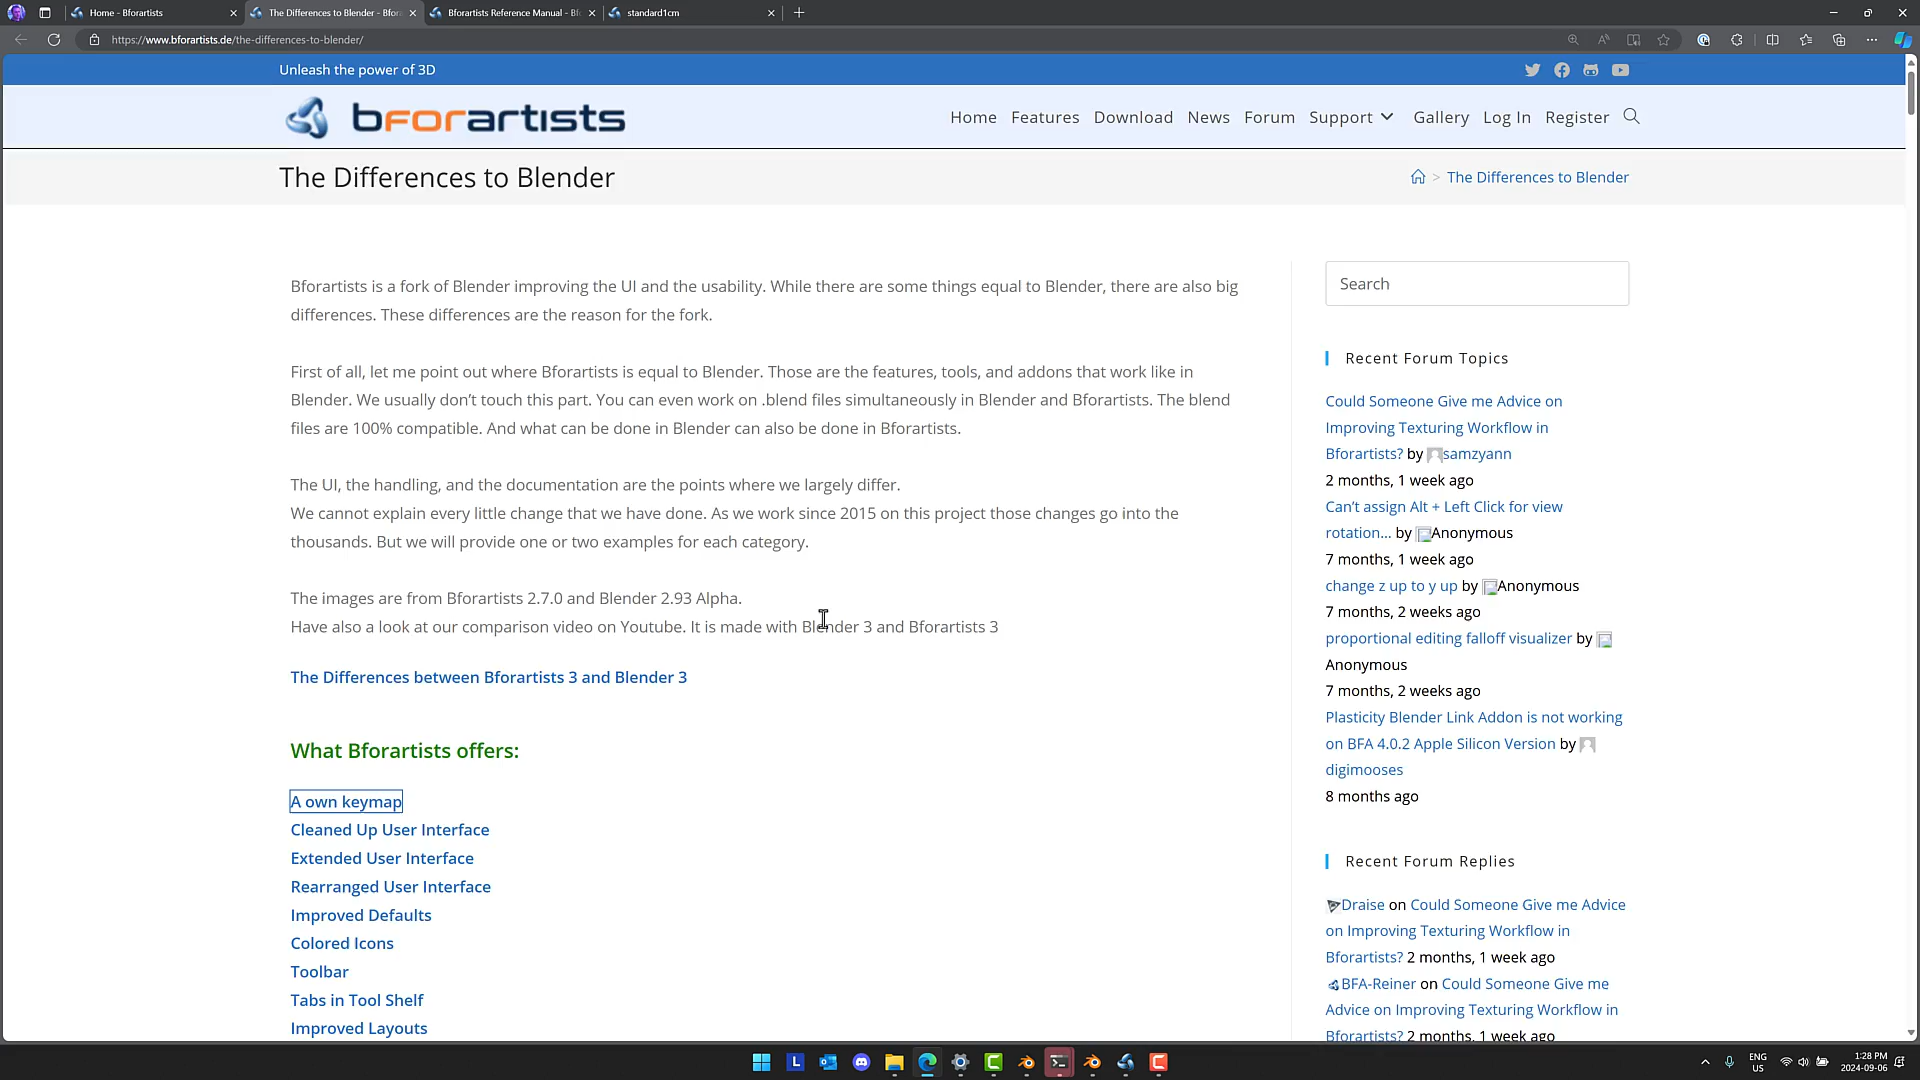 Home - Bforartists
The Differences to Blender - Bfor
Bforartists Reference Manual - Bf
standard1cm
https://www.bforartists.de/the-differences-to-blender/
Unleash the power of 3D
bforartists
Home Features Download News Forum Support Gallery Log In Register
The Differences to Blender
> The Differences to Blender
Bforartists is a fork of Blender improving the UI and the usability. While there are some things equal to Blender, there are also big
differences. These differences are the reason for the fork.
First of all, let me point out where Bforartists is equal to Blender. Those are the features, tools, and addons that work like in
Blender. We usually don’t touch this part. You can even work on .blend files simultaneously in Blender and Bforartists. The blend
files are 100% compatible. And what can be done in Blender can also be done in Bforartists.
The UI, the handling, and the documentation are the points where we largely differ.
We cannot explain every little change that we have done. As we work since 2015 on this project those changes go into the
thousands. But we will provide one or two examples for each category.
The images are from Bforartists 2.7.0 and Blender 2.93 Alpha.
Have also a look at our comparison video on Youtube. It is made with Blender 3 and Bforartists 3
The Differences between Bforartists 3 and Blender 3
What Bforartists offers:
A own keymap
Cleaned Up User Interface
Extended User Interface
Rearranged User Interface
Improved Defaults
Colored Icons
Toolbar
Tabs in Tool Shelf
Improved Layouts
Search
Recent Forum Topics
Could Someone Give me Advice on
Improving Texturing Workflow in
Bforartists? by samzyann
2 months, 1 week ago
Can’t assign Alt + Left Click for view
rotation… by Anonymous
7 months, 1 week ago
change z up to y up by Anonymous
7 months, 2 weeks ago
proportional editing falloff visualizer by
Anonymous
7 months, 2 weeks ago
Plasticity Blender Link Addon is not working
on BFA 4.0.2 Apple Silicon Version by
digimooses
8 months ago
Recent Forum Replies
Draise on Could Someone Give me Advice
on Improving Texturing Workflow in
Bforartists? 2 months, 1 week ago
BFA-Reiner on Could Someone Give me
Advice on Improving Texturing Workflow in
Bforartists? 2 months, 1 week ago
ENG
US
1:28 PM
2024-09-06